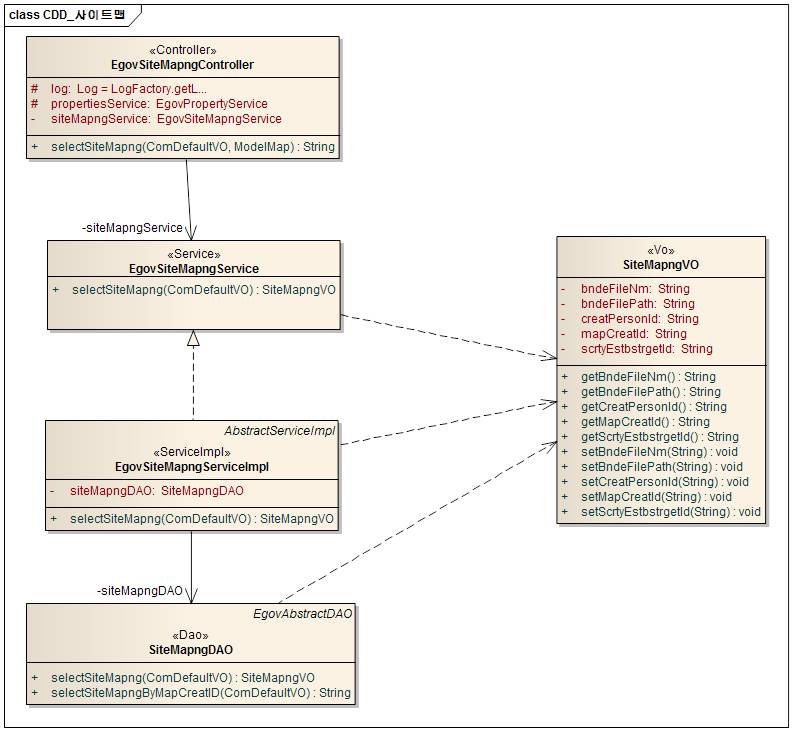 class CDD_사이트맵
«Controller»
EgovSiteMapngController
# log: Log = LogFactory.getL...
# propertiesService: EgovPropertyService
- siteMapngService: EgovSiteMapngService
+ selectSiteMapng(ComDefaultVO, ModelMap) : String
-siteMapngService
«Service»
EgovSiteMapngService
+ selectSiteMapng(ComDefaultVO) : SiteMapngVO
AbstractServiceImpl
«ServiceImpl»
EgovSiteMapngServiceImpl
- siteMapngDAO: SiteMapngDAO
+ selectSiteMapng(ComDefaultVO) : SiteMapngVO
-siteMapngDAO
EgovAbstractDAO
«Dao»
SiteMapngDAO
+ selectSiteMapng(ComDefaultVO) : SiteMapngVO
+ selectSiteMapngByMapCreatID(ComDefaultVO) : String
«Vo»
SiteMapngVO
- bndeFileNm: String
- bndeFilePath: String
- creatPersonId: String
- mapCreatId: String
- scrtyEstbstrgetId: String
+ getBndeFileNm() : String
+ getBndeFilePath() : String
+ getCreatPersonId() : String
+ getMapCreatId() : String
+ getScrtyEstbstrgetId() : String
+ setBndeFileNm(String) : void
+ setBndeFilePath(String) : void
+ setCreatPersonId(String) : void
+ setMapCreatId(String) : void
+ setScrtyEstbstrgetId(String) : void